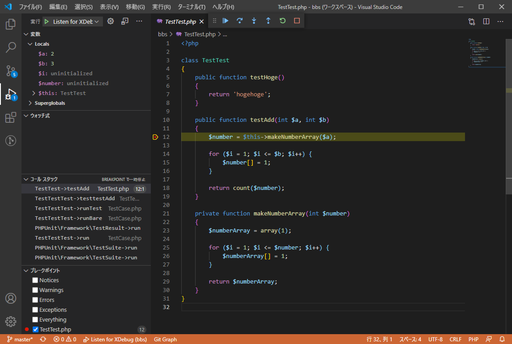 ファイル(F) 編集(E) 選択(S) 表示(V) 移動(G) 実行(R) ターミナル(T) ヘルプ(H) TestTest.php - bbs (ワークスペース) - Visual Studio Code
実行 Listen for XDebug
TestTest.php
bbs > TestTest.php > ...
変数
Locals
$a: 2
$b: 3
$i: uninitialized
$number: uninitialized
$this: TestTest
Superglobals
ウォッチ式
コール スタック BREAKPOINT で一時停止
TestTest->testAdd TestTest.php 12:1
TestTestTest->testtestAdd TestTe...
TestTestTest->runTest TestCase.php
TestTestTest->runBare TestCase.php
PHPUnit\Framework\TestResult->run
TestTestTest->run TestCase.php
PHPUnit\Framework\TestSuite->run
PHPUnit\Framework\TestSuite->run
ブレークポイント
Notices
Warnings
Errors
Exceptions
Everything
TestTest.php 12
1 <?php
2
3 class TestTest
4 {
5 public function testHoge()
6 {
7 return 'hogehoge';
8 }
9
10 public function testAdd(int $a, int $b)
11 {
12 $number = $this->makeNumberArray($a);
13
14 for ($i = 1; $i <= $b; $i++) {
15 $number[] = 1;
16 }
17
18 return count($number);
19 }
20
21 private function makeNumberArray(int $number)
22 {
23 $numberArray = array(1);
24
25 for ($i = 1; $i <= $number; $i++) {
26 $numberArray[] = 1;
27 }
28
29 return $numberArray;
30 }
31 }
32
master* 0 0 Listen for XDebug (bbs) Git Graph 行 32, 列 1 スペース: 4 UTF-8 CRLF PHP